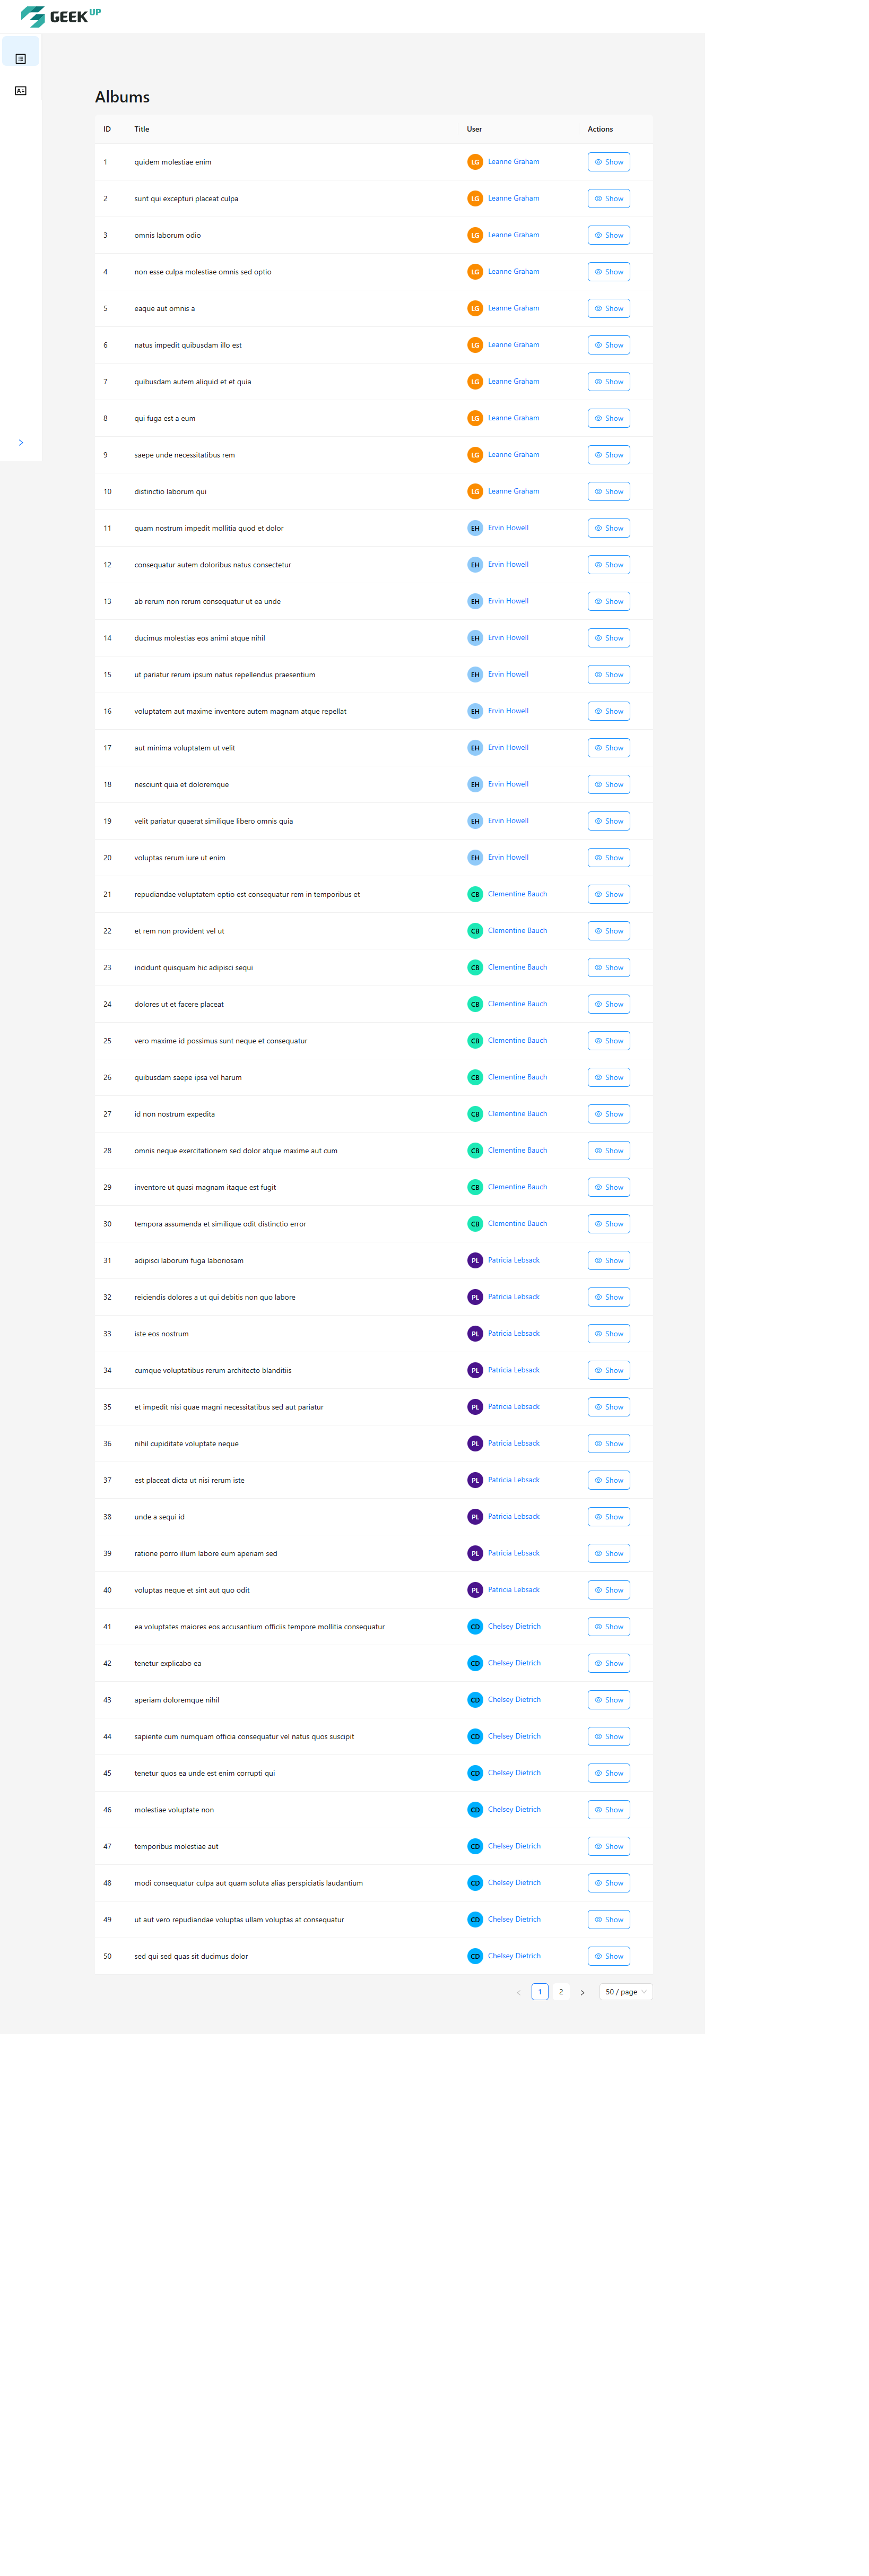 GEEK UP
Albums
ID Title User Actions
1 quidem molestiae enim LG Leanne Graham Show
2 sunt qui excepturi placeat culpa LG Leanne Graham Show
3 omnis laborum odio LG Leanne Graham Show
4 non esse culpa molestiae omnis sed optio LG Leanne Graham Show
5 eaque aut omnis a LG Leanne Graham Show
6 natus impedit quibusdam illo est LG Leanne Graham Show
7 quibusdam autem aliquid et et quia LG Leanne Graham Show
8 qui fuga est a eum LG Leanne Graham Show
9 saepe unde necessitatibus rem LG Leanne Graham Show
10 distinctio laborum qui LG Leanne Graham Show
11 quam nostrum impedit mollitia quod et dolor EH Ervin Howell Show
12 consequatur autem doloribus natus consectetur EH Ervin Howell Show
13 ab rerum non rerum consequatur ut ea unde EH Ervin Howell Show
14 ducimus molestias eos animi atque nihil EH Ervin Howell Show
15 ut pariatur rerum ipsum natus repellendus praesentium EH Ervin Howell Show
16 voluptatem aut maxime inventore autem magnam atque repellat EH Ervin Howell Show
17 aut minima voluptatem ut velit EH Ervin Howell Show
18 nesciunt quia et doloremque EH Ervin Howell Show
19 velit pariatur quaerat similique libero omnis quia EH Ervin Howell Show
20 voluptas rerum iure ut enim EH Ervin Howell Show
21 repudiandae voluptatem optio est consequatur rem in temporibus et CB Clementine Bauch Show
22 et rem non provident vel ut CB Clementine Bauch Show
23 incidunt quisquam hic adipisci sequi CB Clementine Bauch Show
24 dolores ut et facere placeat CB Clementine Bauch Show
25 vero maxime id possimus sunt neque et consequatur CB Clementine Bauch Show
26 quibusdam saepe ipsa vel harum CB Clementine Bauch Show
27 id non nostrum expedita CB Clementine Bauch Show
28 omnis neque exercitationem sed dolor atque maxime aut cum CB Clementine Bauch Show
29 inventore ut quasi magnam itaque est fugit CB Clementine Bauch Show
30 tempora assumenda et similique odit distinctio error CB Clementine Bauch Show
31 adipisci laborum fuga laboriosam PL Patricia Lebsack Show
32 reiciendis dolores a ut qui debitis non quo labore PL Patricia Lebsack Show
33 iste eos nostrum PL Patricia Lebsack Show
34 cumque voluptatibus rerum architecto blanditiis PL Patricia Lebsack Show
35 et impedit nisi quae magni necessitatibus sed aut pariatur PL Patricia Lebsack Show
36 nihil cupiditate voluptate neque PL Patricia Lebsack Show
37 est placeat dicta ut nisi rerum iste PL Patricia Lebsack Show
38 unde a sequi id PL Patricia Lebsack Show
39 ratione porro illum labore eum aperiam sed PL Patricia Lebsack Show
40 voluptas neque et sint aut quo odit PL Patricia Lebsack Show
41 ea voluptates maiores eos accusantium officiis tempore mollitia consequatur CD Chelsey Dietrich Show
42 tenetur explicabo ea CD Chelsey Dietrich Show
43 aperiam doloremque nihil CD Chelsey Dietrich Show
44 sapiente cum numquam officia consequatur vel natus quos suscipit CD Chelsey Dietrich Show
45 tenetur quos ea unde est enim corrupti qui CD Chelsey Dietrich Show
46 molestiae voluptate non CD Chelsey Dietrich Show
47 temporibus molestiae aut CD Chelsey Dietrich Show
48 modi consequatur culpa aut quam soluta alias perspiciatis laudantium CD Chelsey Dietrich Show
49 ut aut vero repudiandae voluptas ullam voluptas at consequatur CD Chelsey Dietrich Show
50 sed qui sed quas sit ducimus dolor CD Chelsey Dietrich Show
1 2 50 / page